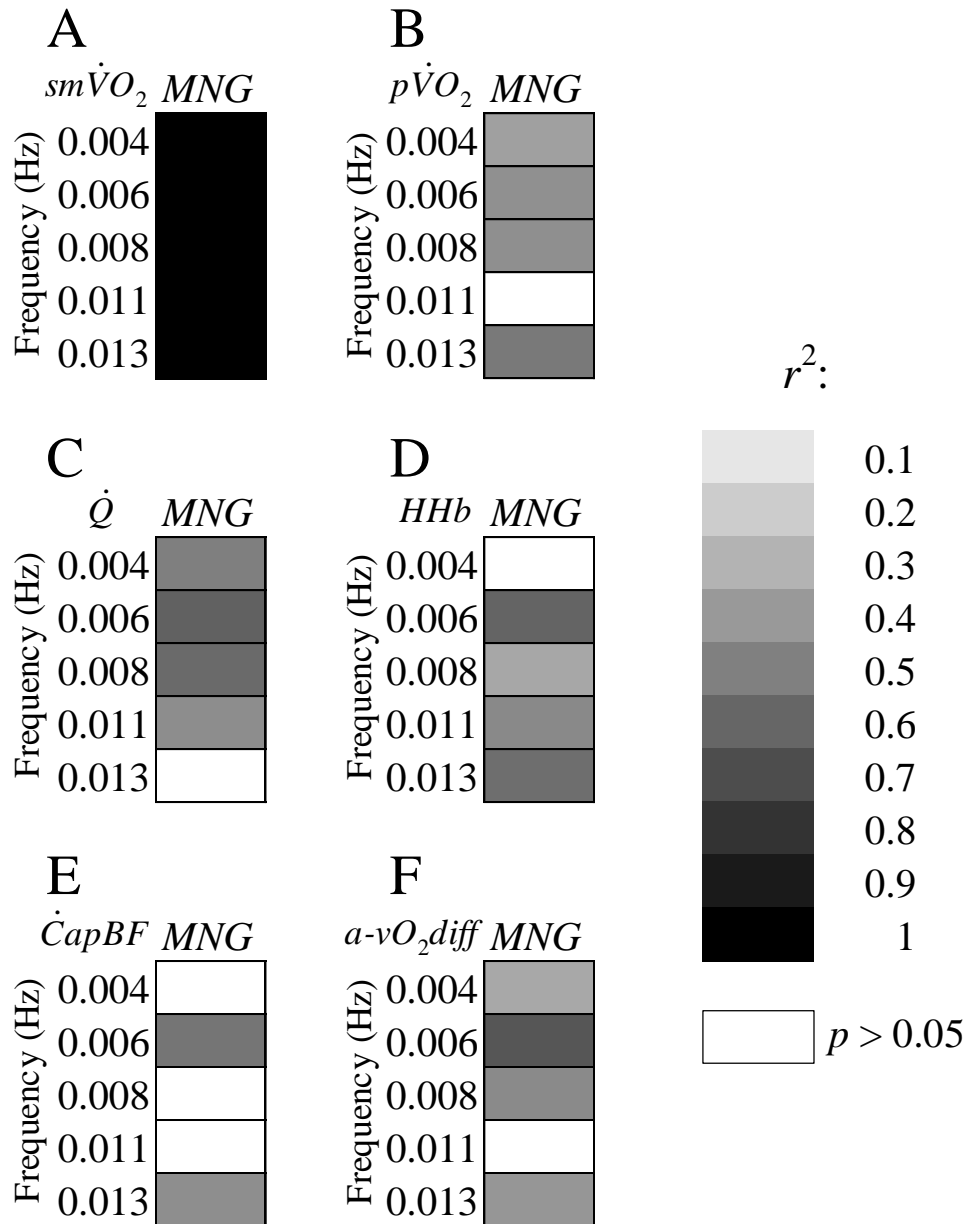 A
smV̇O₂ MNG
Frequency (Hz)
0.004
0.006
0.008
0.011
0.013
B
pV̇O₂ MNG
Frequency (Hz)
0.004
0.006
0.008
0.011
0.013
C
Q̇ MNG
Frequency (Hz)
0.004
0.006
0.008
0.011
0.013
D
HHb MNG
Frequency (Hz)
0.004
0.006
0.008
0.011
0.013
E
ĊapBF MNG
Frequency (Hz)
0.004
0.006
0.008
0.011
0.013
F
a-vO₂diff MNG
Frequency (Hz)
0.004
0.006
0.008
0.011
0.013
r²:
0.1
0.2
0.3
0.4
0.5
0.6
0.7
0.8
0.9
1
p > 0.05